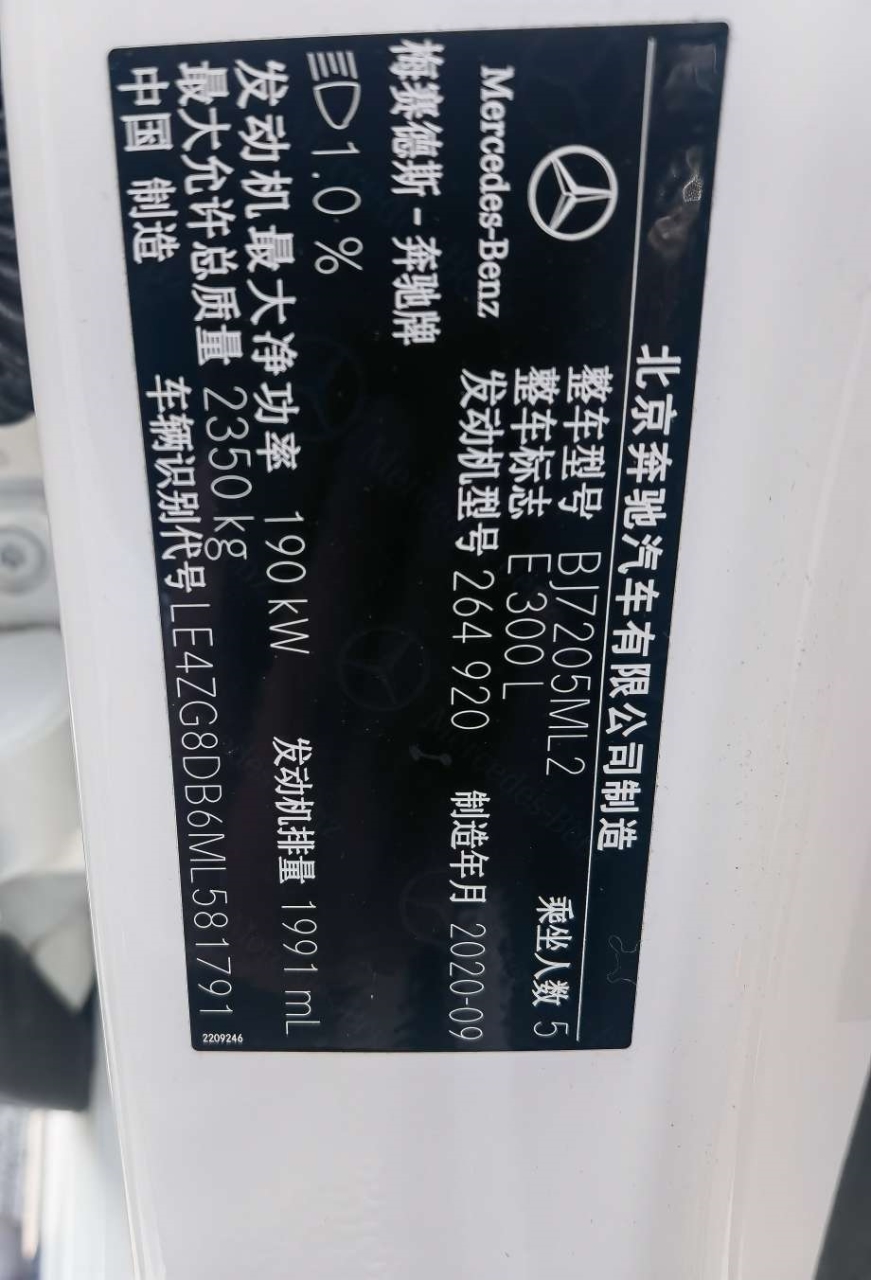 北京奔驰汽车有限公司制造
Mercedes-Benz
整车型号 BJ7205ML2
整车标志 E 300 L 乘坐人数 5
梅赛德斯-奔驰牌 发动机型号 264 920 制造年月 2020-09
1.0 %
发动机最大净功率 190 kW 发动机排量 1991 mL
最大允许总质量 2350 kg
中国 制造 车辆识别代号 LE4ZG8DB6ML581791
2209246